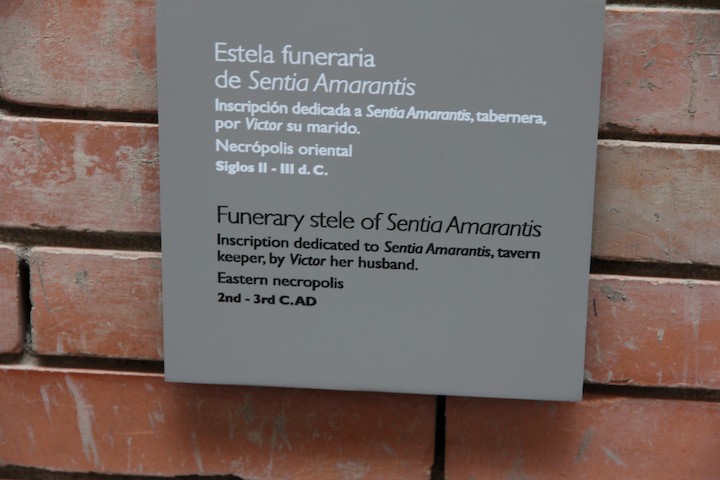 Estela funeraria
de Sentia Amarantis
Inscripción dedicada a Sentia Amarantis, tabernera,
por Victor su marido.
Necrópolis oriental
Siglos II - III d. C.
Funerary stele of Sentia Amarantis
Inscription dedicated to Sentia Amarantis, tavern
keeper, by Victor her husband.
Eastern necropolis
2nd - 3rd C. AD